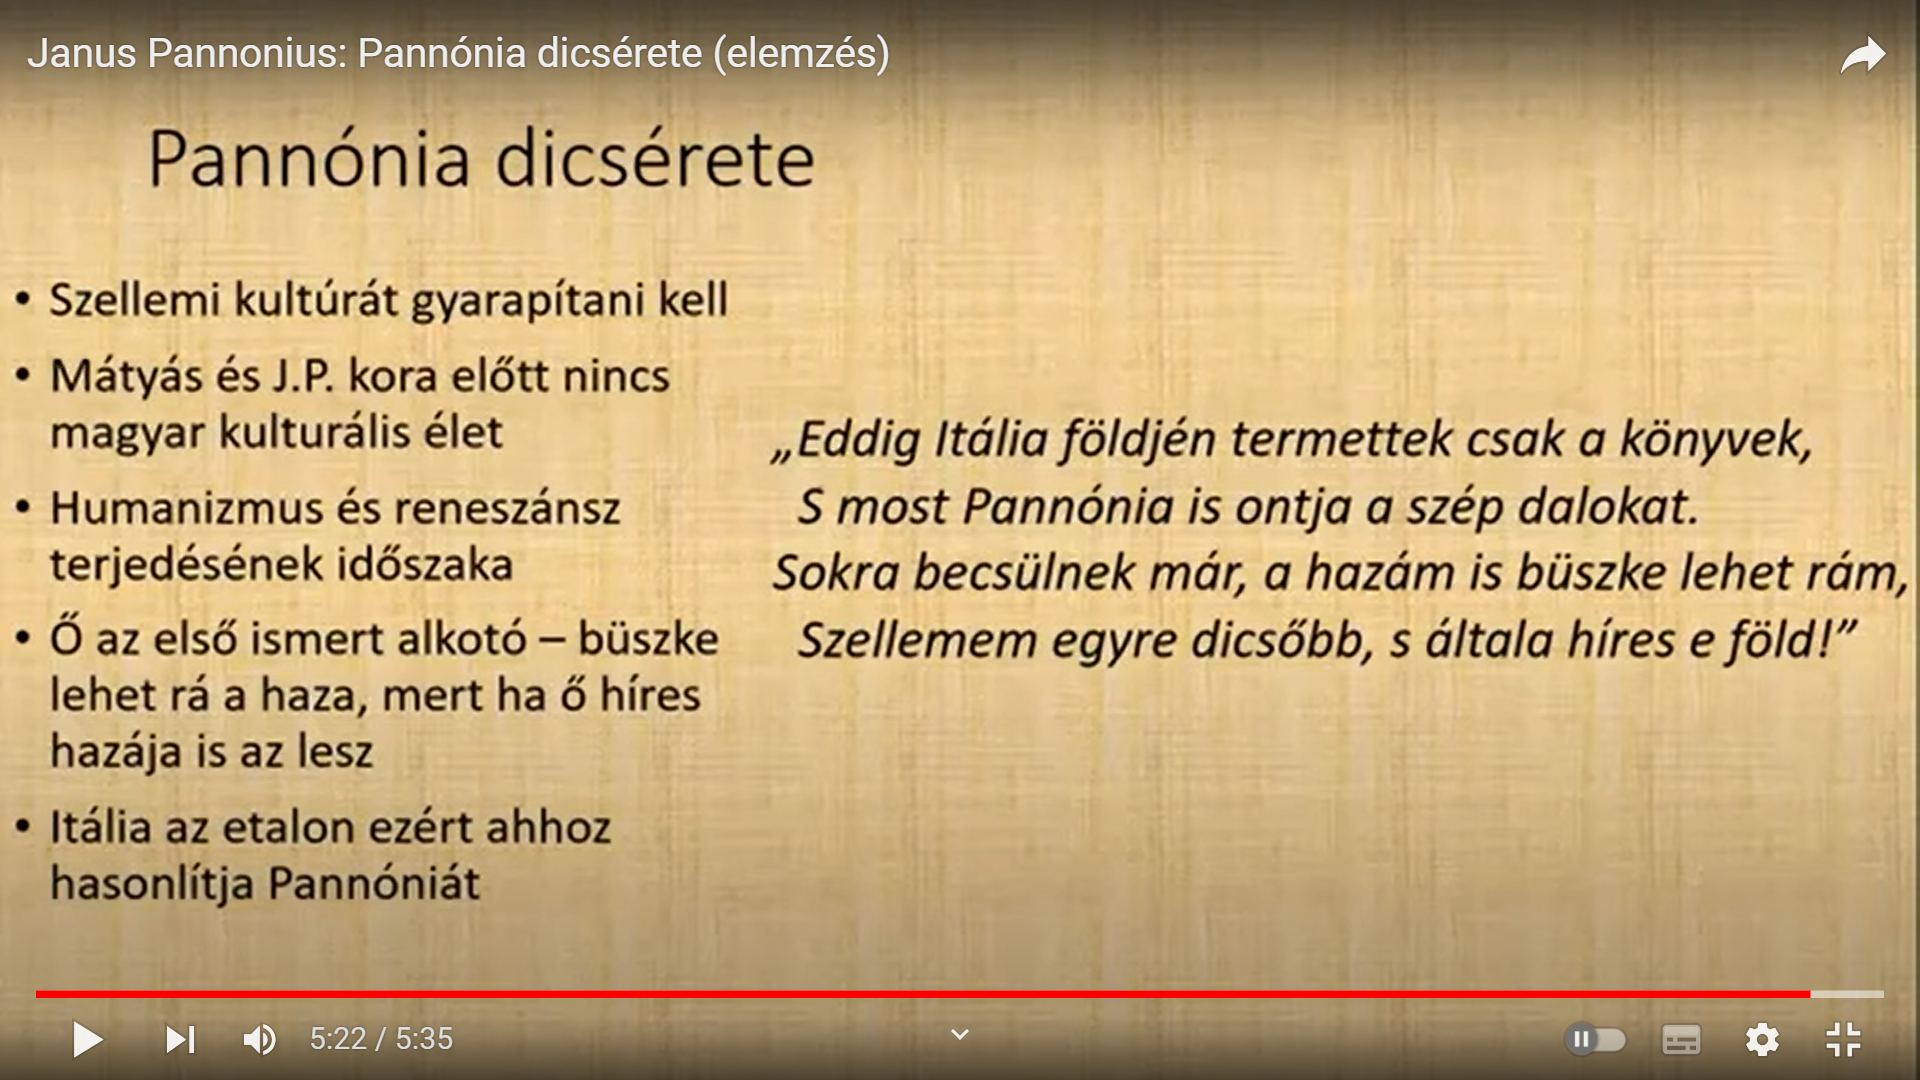 Janus Pannonius: Pannónia dicsérete (elemzés)
Pannónia dicsérete
• Szellemi kultúrát gyarapítani kell
• Mátyás és J.P. kora előtt nincs
magyar kulturális élet
• Humanizmus és reneszánsz
terjedésének időszaka
• Ő az első ismert alkotó – büszke
lehet rá a haza, mert ha ő híres
hazája is az lesz
• Itália az etalon ezért ahhoz
hasonlítja Pannóniát
„Eddig Itália földjén termettek csak a könyvek,
S most Pannónia is ontja a szép dalokat.
Sokra becsülnek már, a hazám is büszke lehet rám,
Szellemem egyre dicsőbb, s általa híres e föld!”
5:22 / 5:35